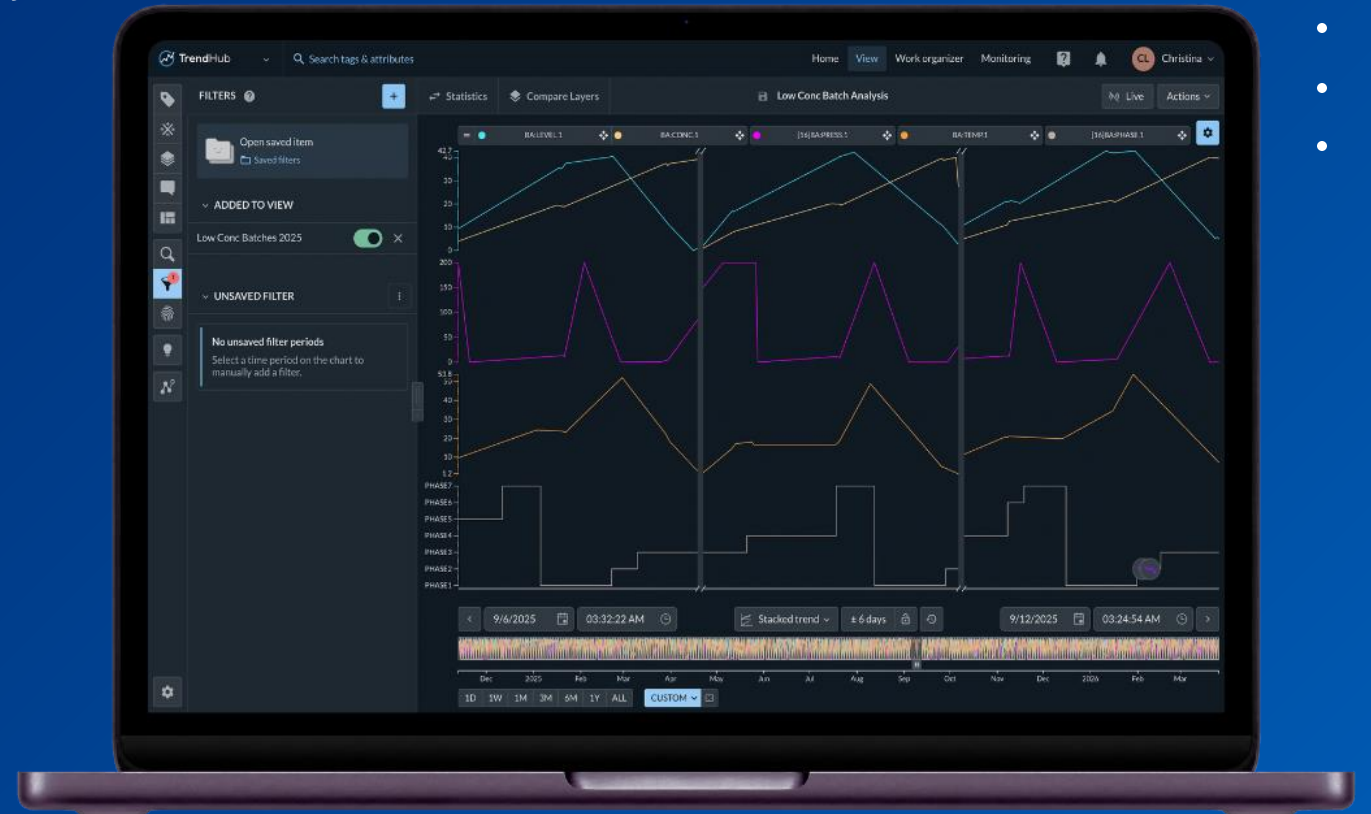 TrendHub
Search tags & attributes
Home
View
Work organizer
Monitoring
CL
Christina
FILTERS
+
Statistics
Compare Layers
Low Conc Batch Analysis
Live
Actions
Open saved item
Saved filters
ADDED TO VIEW
Low Conc Batches 2025
UNSAVED FILTER
No unsaved filter periods
Select a time period on the chart to
manually add a filter.
BA:LEVEL.1
BA:CONC.1
[16]BA:PRESS.1
BA:TEMP.1
[16]BA:PHASE.1
42.7
40
30
20
10
0
200
150
100
50
0
53.8
50
40
30
20
10
1.2
PHASE7
PHASE6
PHASE5
PHASE4
PHASE3
PHASE2
PHASE1
9/6/2025
03:32:22 AM
Stacked trend
± 6 days
9/12/2025
03:24:54 AM
Dec
2025
Feb
Mar
Apr
May
Jun
Jul
Aug
Sep
Oct
Nov
Dec
2026
Feb
Mar
1D
1W
1M
3M
6M
1Y
ALL
CUSTOM